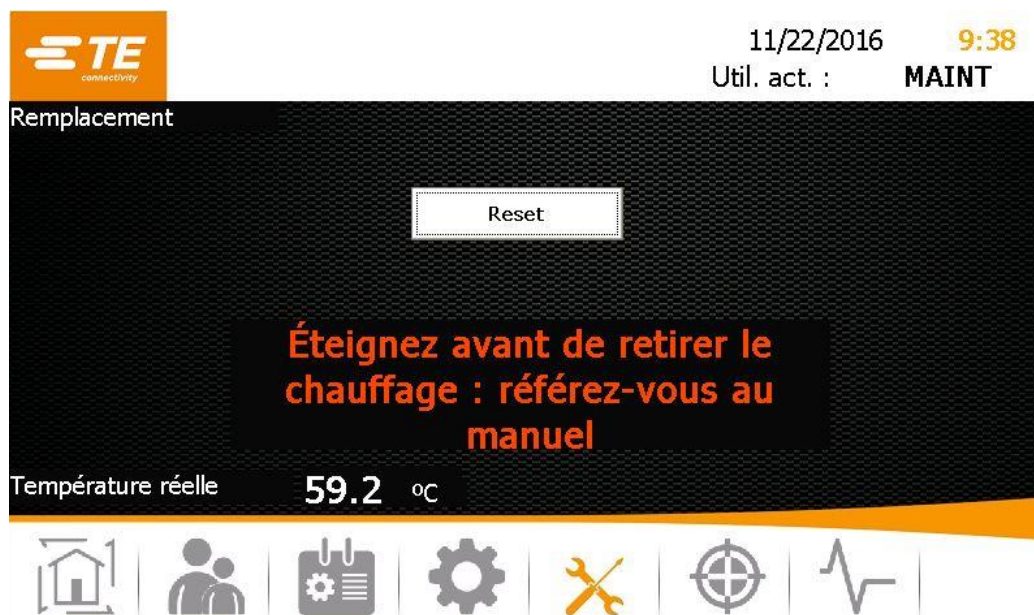 TE
connectivity
11/22/2016 9:38
Util. act. : MAINT
Remplacement
Reset
Éteignez avant de retirer le
chauffage : référez-vous au
manuel
Température réelle 59.2 ºC